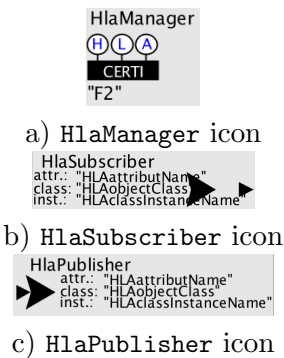 HlaManager
H L A
CERTI
"F2"
a) HlaManager icon
HlaSubscriber
attr.: "HLAattributName"
class: "HLAobjectClass"
inst.: "HLAclassInstanceName"
b) HlaSubscriber icon
HlaPublisher
attr.: "HLAattributName"
class: "HLAobjectClass"
inst.: "HLAclassInstanceName"
c) HlaPublisher icon